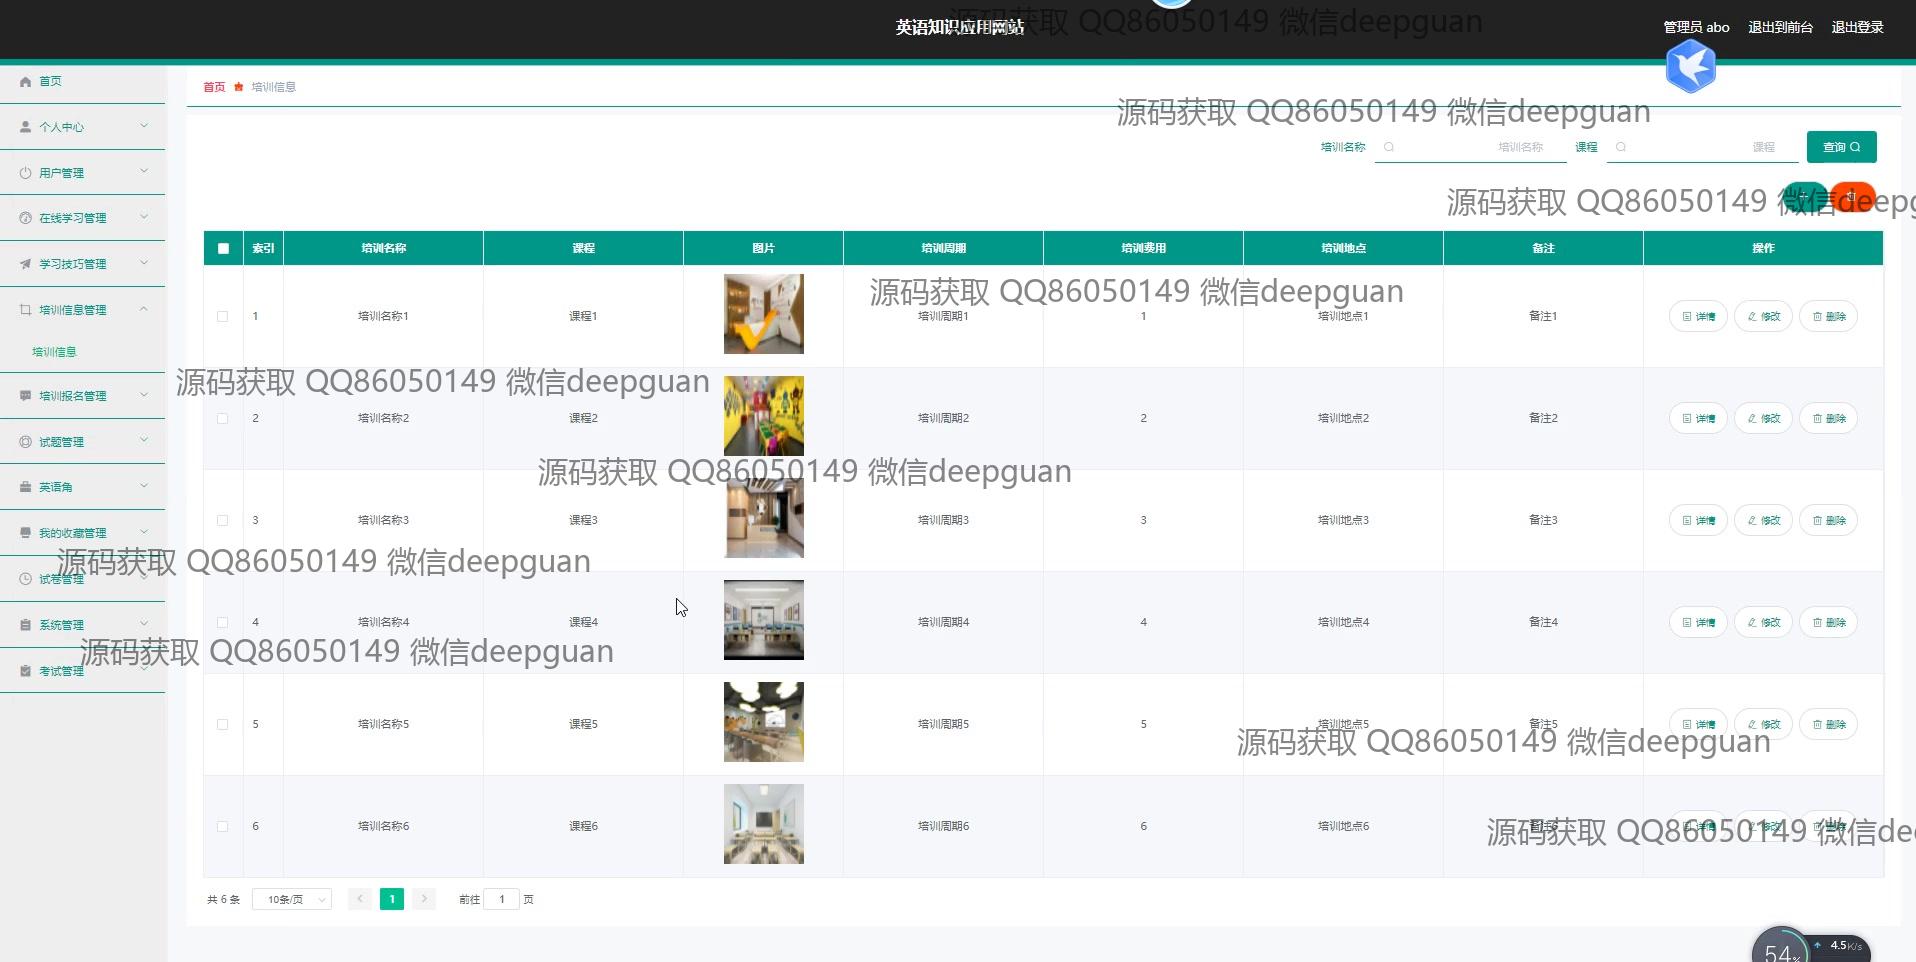 英语知识应用网站
源码获取 QQ86050149 微信deepguan
管理员 abo 退出到前台 退出登录
首页
个人中心
用户管理
在线学习管理
学习技巧管理
培训信息管理
培训信息
培训报名管理
试题管理
英语角
我的收藏管理
试卷管理
系统管理
考试管理
首页 培训信息
源码获取 QQ86050149 微信deepguan
培训名称 培训名称 课程 课程 查询
源码获取 QQ86050149 微信deep
索引 培训名称 课程 图片 培训周期 培训费用 培训地点 备注 操作
源码获取 QQ86050149 微信deepguan
1 培训名称1 课程1 培训周期1 1 培训地点1 备注1 详情 修改 删除
源码获取 QQ86050149 微信deepguan
2 培训名称2 课程2 培训周期2 2 培训地点2 备注2 详情 修改 删除
源码获取 QQ86050149 微信deepguan
3 培训名称3 课程3 培训周期3 3 培训地点3 备注3 详情 修改 删除
源码获取 QQ86050149 微信deepguan
4 培训名称4 课程4 培训周期4 4 培训地点4 备注4 详情 修改 删除
源码获取 QQ86050149 微信deepguan
5 培训名称5 课程5 培训周期5 5 培训地点5 备注5 详情 修改 删除
源码获取 QQ86050149 微信deepguan
6 培训名称6 课程6 培训周期6 6 培训地点6 备注6 详情 修改 删除
源码获取 QQ86050149 微信de
共 6 条 10条/页 1 前往 1 页
54% 4.5K/s